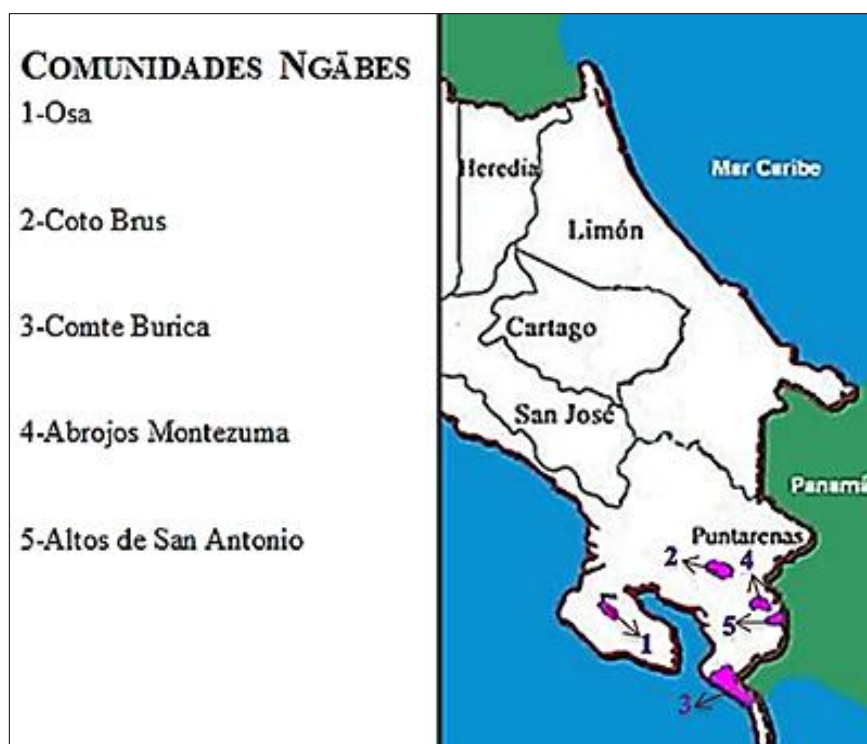 COMUNIDADES NGÄBES
1-Osa
2-Coto Brus
3-Comte Burica
4-Abrojos Montezuma
5-Altos de San Antonio
Heredia
Mar Caribe
Limón
Cartago
San José
Panamá
Puntarenas
2
4
5
1
3